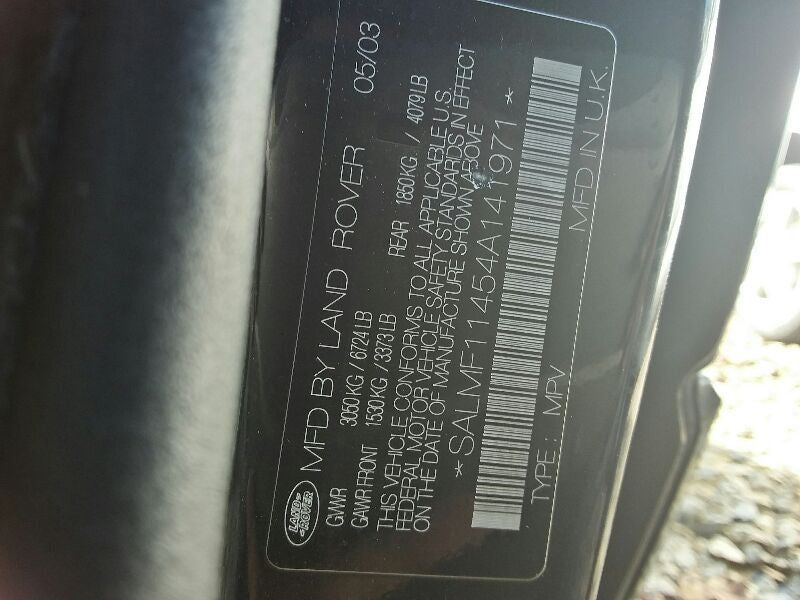 LAND ROVER
MFD BY LAND ROVER 05/03
GVWR 3050 KG / 6724 LB
GAWR FRONT 1530 KG / 3373 LB REAR 1850 KG / 4079 LB
THIS VEHICLE CONFORMS TO ALL APPLICABLE U.S.
FEDERAL MOTOR VEHICLE SAFETY STANDARDS IN EFFECT
ON THE DATE OF MANUFACTURE SHOWN ABOVE
*SALMF11454A141971*
TYPE: MPV MFD IN U.K.